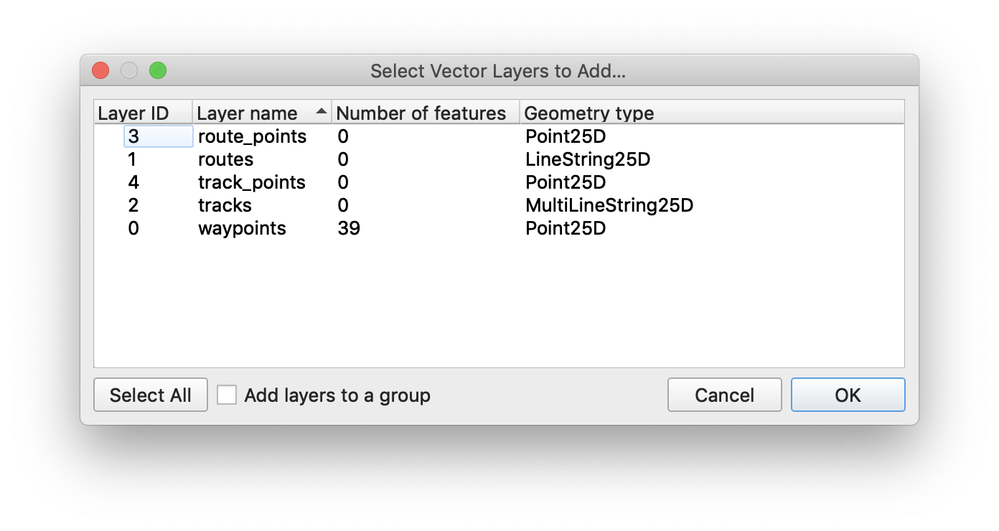 Select Vector Layers to Add...
Layer ID Layer name Number of features Geometry type
3 route_points 0 Point25D
1 routes 0 LineString25D
4 track_points 0 Point25D
2 tracks 0 MultiLineString25D
0 waypoints 39 Point25D
Select All Add layers to a group Cancel OK